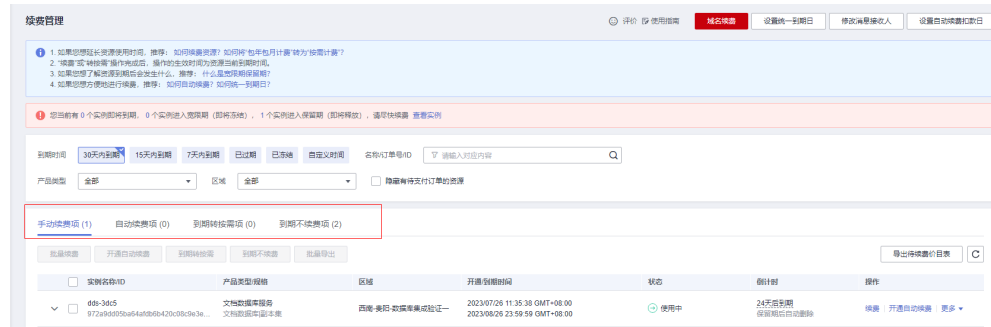 续费管理
评价 使用指南 域名续费 设置统一到期日 修改消息接收人 设置自动续费扣款日
1. 如果您想延长资源使用时间，推荐： 如何续费资源? 如何将“包年包月计费”转为“按需计费”?
2. “续费”或“转按需”操作完成后，操作的生效时间为资源当前到期时间。
3. 如果您想了解资源到期后会发生什么，推荐： 什么是宽限期保留期?
4. 如果您想方便地进行续费，推荐： 如何自动续费? 如何统一到期日?
您当前有 0 个实例即将到期， 0 个实例进入宽限期（即将冻结）， 1 个实例进入保留期（即将释放），请尽快续费 查看实例
到期时间 30天内到期 15天内到期 7天内到期 已过期 已冻结 自定义时间 名称/订单号/ID 请输入对应内容
产品类型 全部 区域 全部 隐藏有待支付订单的资源
手动续费项 (1) 自动续费项 (0) 到期转按需项 (0) 到期不续费项 (2)
批量续费 开通自动续费 到期转按需 到期不续费 批量导出 导出待续费价目表
实例名称/ID 产品类型/规格 区域 开通/到期时间 状态 倒计时 操作
dds-3dc5 文档数据库服务 西南-贵阳-数据库集成验证一 2023/07/26 11:35:38 GMT+08:00 使用中 24天后到期 续费 开通自动续费 更多
972a9dd05ba64afdb6b420c08c9e3e... 文档数据库副本集 2023/08/26 23:59:59 GMT+08:00 保留期后自动删除